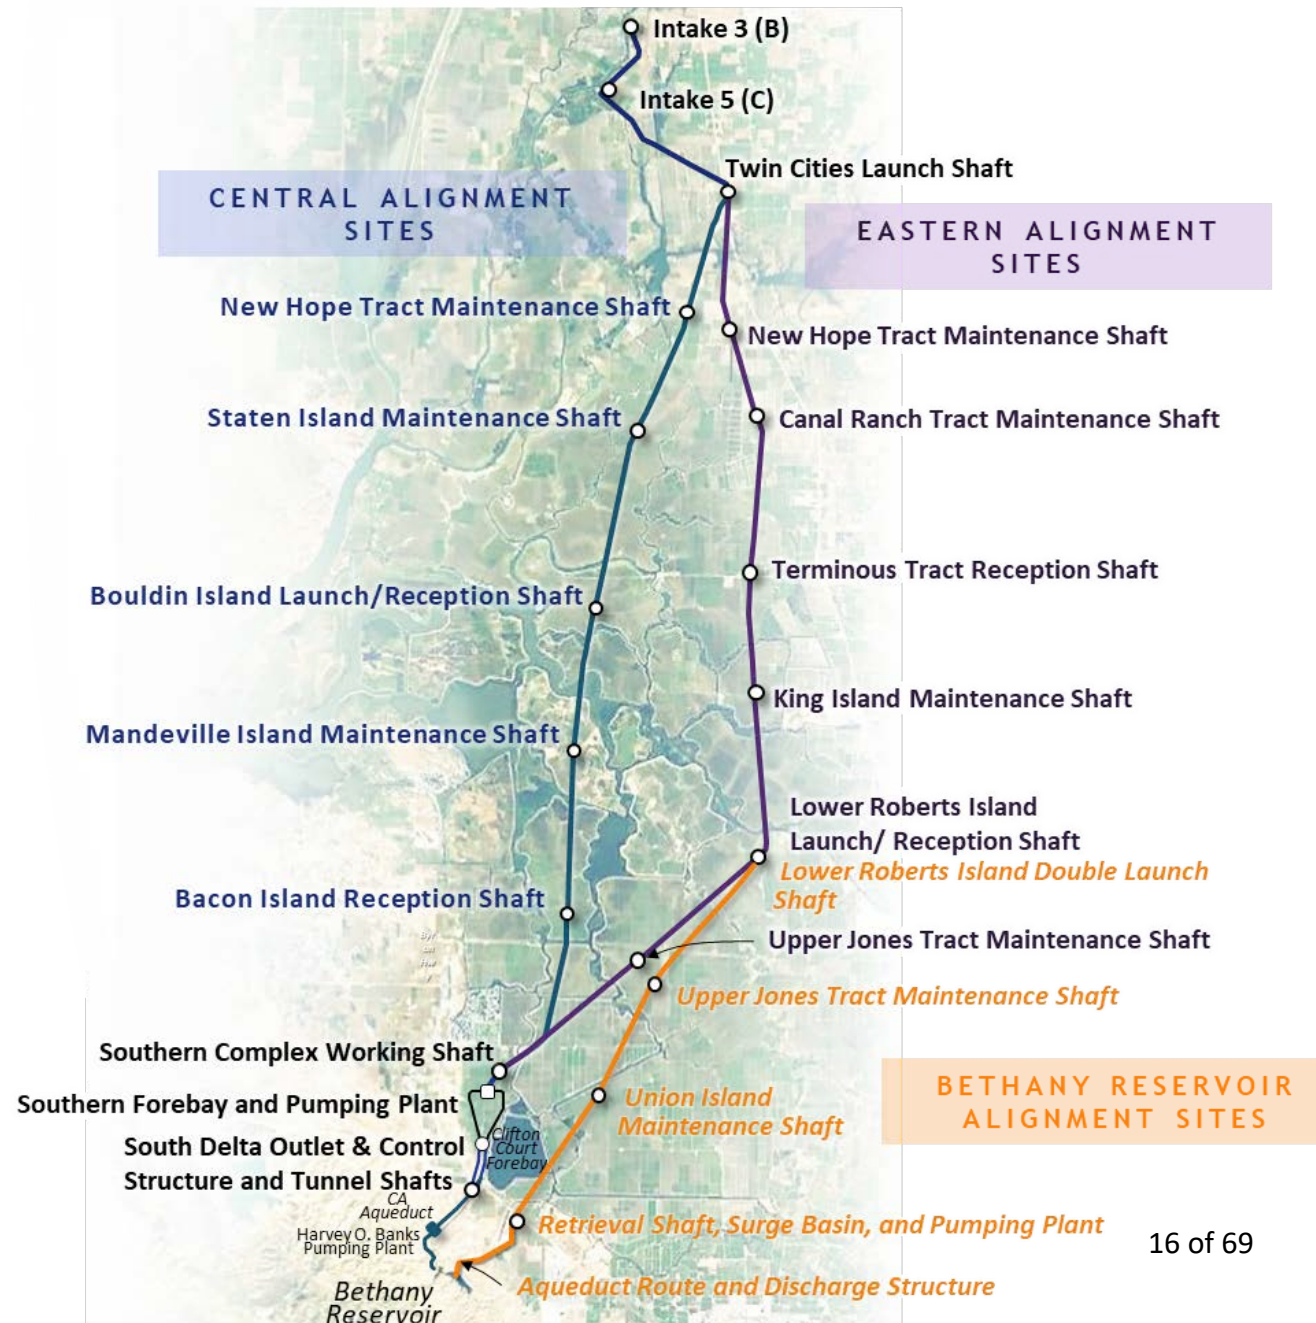 Intake 3 (B)
Intake 5 (C)
Twin Cities Launch Shaft
CENTRAL ALIGNMENT
SITES
EASTERN ALIGNMENT
SITES
New Hope Tract Maintenance Shaft
New Hope Tract Maintenance Shaft
Staten Island Maintenance Shaft
Canal Ranch Tract Maintenance Shaft
Terminous Tract Reception Shaft
Bouldin Island Launch/Reception Shaft
King Island Maintenance Shaft
Mandeville Island Maintenance Shaft
Lower Roberts Island
Launch/ Reception Shaft
Lower Roberts Island Double Launch
Shaft
Bacon Island Reception Shaft
Upper Jones Tract Maintenance Shaft
Upper Jones Tract Maintenance Shaft
Southern Complex Working Shaft
BETHANY RESERVOIR
ALIGNMENT SITES
Southern Forebay and Pumping Plant
Union Island
Maintenance Shaft
South Delta Outlet & Control
Structure and Tunnel Shafts
Clifton
Court
Forebay
CA
Aqueduct
Harvey O. Banks
Pumping Plant
Retrieval Shaft, Surge Basin, and Pumping Plant
16 of 69
Aqueduct Route and Discharge Structure
Bethany
Reservoir